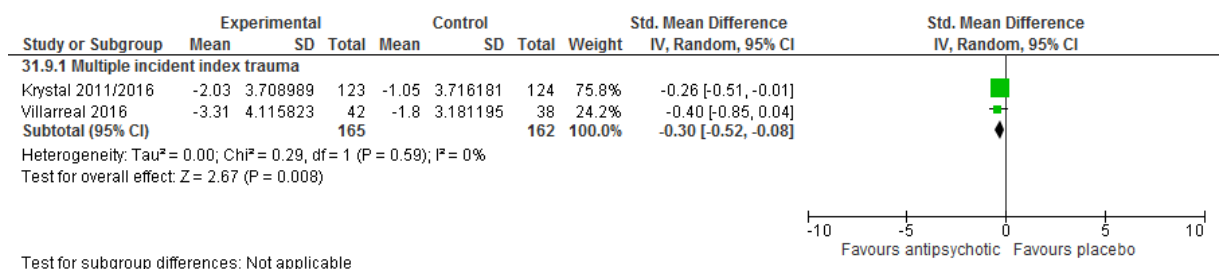 Experimental Control Std. Mean Difference Std. Mean Difference
Study or Subgroup Mean SD Total Mean SD Total Weight IV, Random, 95% CI IV, Random, 95% CI
31.9.1 Multiple incident index trauma
Krystal 2011/2016 -2.03 3.708989 123 -1.05 3.716181 124 75.8% -0.26 [-0.51, -0.01]
Villarreal 2016 -3.31 4.115823 42 -1.8 3.181195 38 24.2% -0.40 [-0.85, 0.04]
Subtotal (95% CI) 165 162 100.0% -0.30 [-0.52, -0.08]
Heterogeneity: Tau² = 0.00; Chi² = 0.29, df = 1 (P = 0.59); I² = 0%
Test for overall effect: Z = 2.67 (P = 0.008)
-10 -5 0 5 10
Favours antipsychotic Favours placebo
Test for subgroup differences: Not applicable